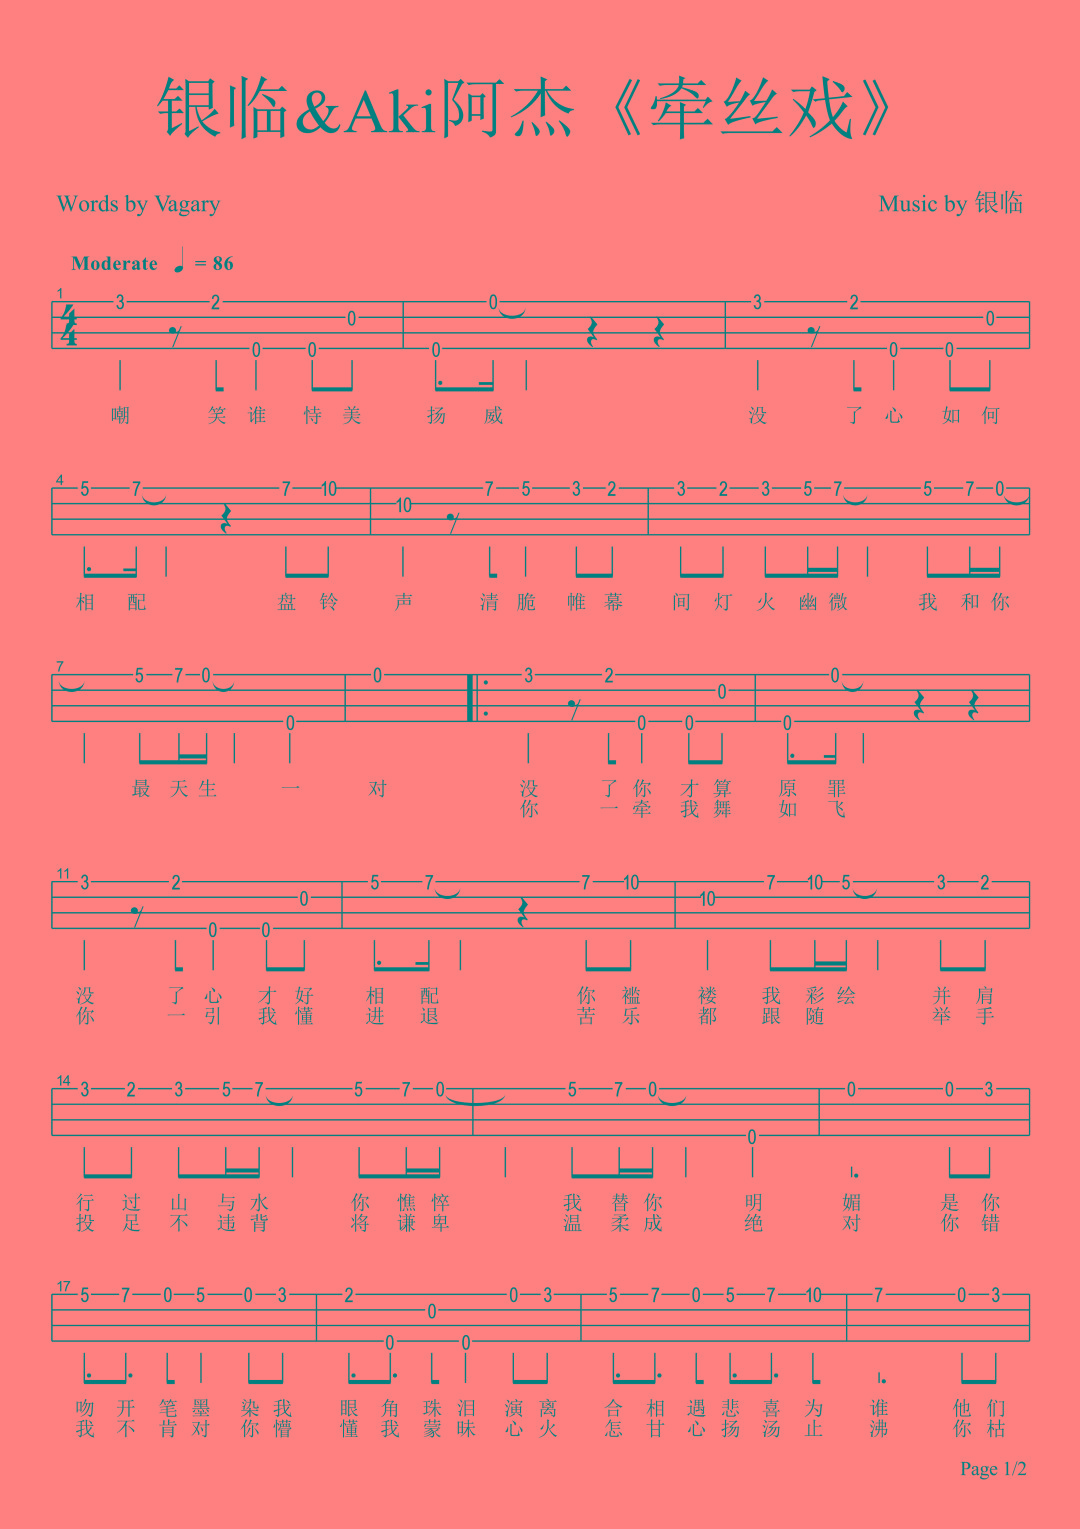 银临&Aki阿杰《牵丝戏》
Words by Vagary
Music by 银临
Moderate ♩ = 86
1
4 4
3 2 0 0 0 0 0 3 2 0 0 0
嘲 笑 谁 恃 美 扬 威 没 了 心 如 何
4
5 7 7 10 10 7 5 3 2 3 2 3 5 7 5 7 0
相 配 盘 铃 声 清 脆 帷 幕 间 灯 火 幽 微 我 和 你
7
5 7 0 0 0 3 2 0 0 0 0 0
最 天 生 一 对 没 了 你 才 算 原 罪
你 一 牵 我 舞 如 飞
11
3 2 0 0 0 5 7 7 10 10 7 10 5 3 2
没 了 心 才 好 相 配 你 褴 褛 我 彩 绘 并 肩
你 一 引 我 懂 进 退 苦 乐 都 跟 随 举 手
14
3 2 3 5 7 5 7 0 5 7 0 0 0 0 3
行 过 山 与 水 你 憔 悴 我 替 你 明 媚 是 你
投 足 不 违 背 将 谦 卑 温 柔 成 绝 对 你 错
17
5 7 0 5 0 3 2 0 0 0 0 3 5 7 0 5 7 10 7 0 3
吻 开 笔 墨 染 我 眼 角 珠 泪 演 离 合 相 遇 悲 喜 为 谁 他 们
我 不 肯 对 你 懵 懂 我 蒙 昧 心 火 怎 甘 心 扬 汤 止 沸 你 枯
Page 1/2